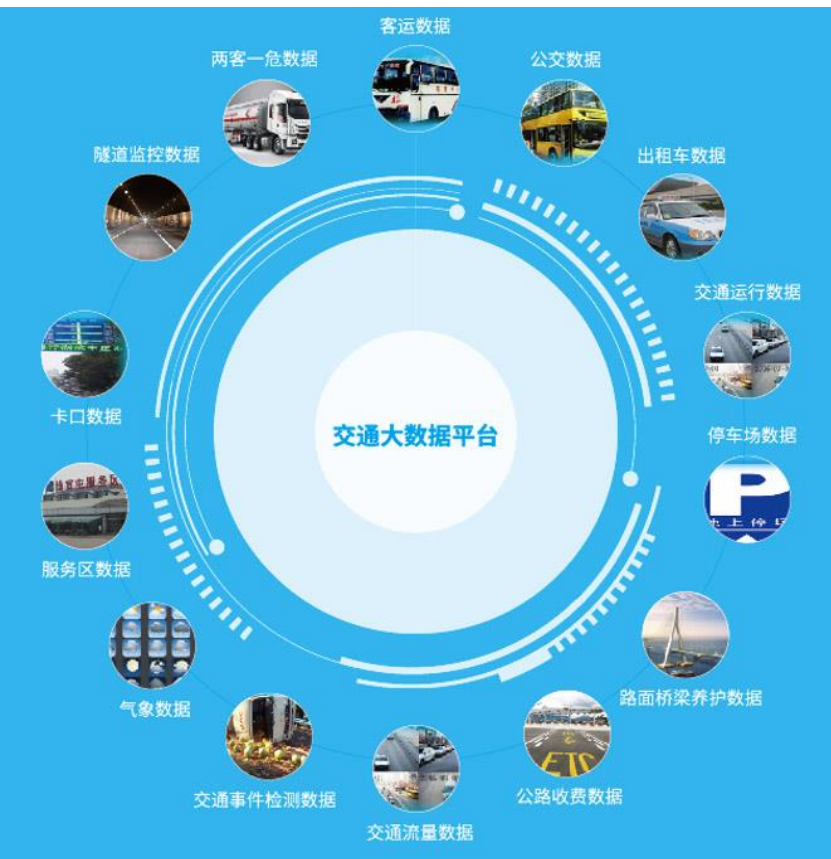 客运数据
两客一危数据
公交数据
隧道监控数据
出租车数据
交通运行数据
交通大数据平台
卡口数据
停车场数据
P
服务区数据
路面桥梁养护数据
气象数据
ETC
公路收费数据
交通事件检测数据
交通流量数据